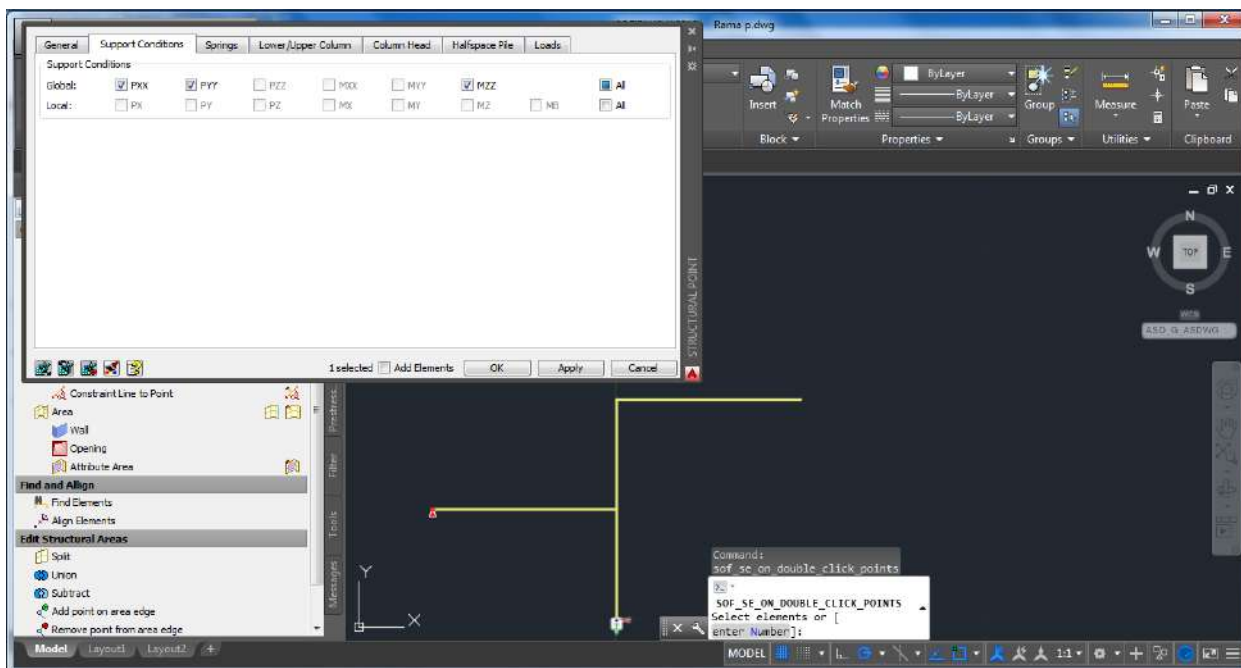 Rama p.dwg
General Support Conditions Springs Lower/Upper Column Column Head Halfspace Pile Loads
Support Conditions
Global: PXX PYY PZZ MXX MYY MZZ All
Local: PX PY PZ MX MY MZ MB All
1 selected Add Elements OK Apply Cancel
STRUCTURAL POINT
ByLayer
ByLayer
ByLayer
Insert
Match
Properties
Group
Measure
Paste
Block Properties Groups Utilities Clipboard
N
W TOP E
S
WCS
Constraint Line to Point
Area
Wall
Opening
Attribute Area
Find and Align
Find Elements
Align Elements
Edit Structural Areas
Split
Union
Subtract
Add point on area edge
Remove point from area edge
Prestress
Filter
Tools
Messages
Y
X
Command:
sof_se_on_double_click_points
SOF_SE_ON_DOUBLE_CLICK_POINTS
Select elements or [
enter Number]:
Model Layout1 Layout2 +
MODEL 1:1